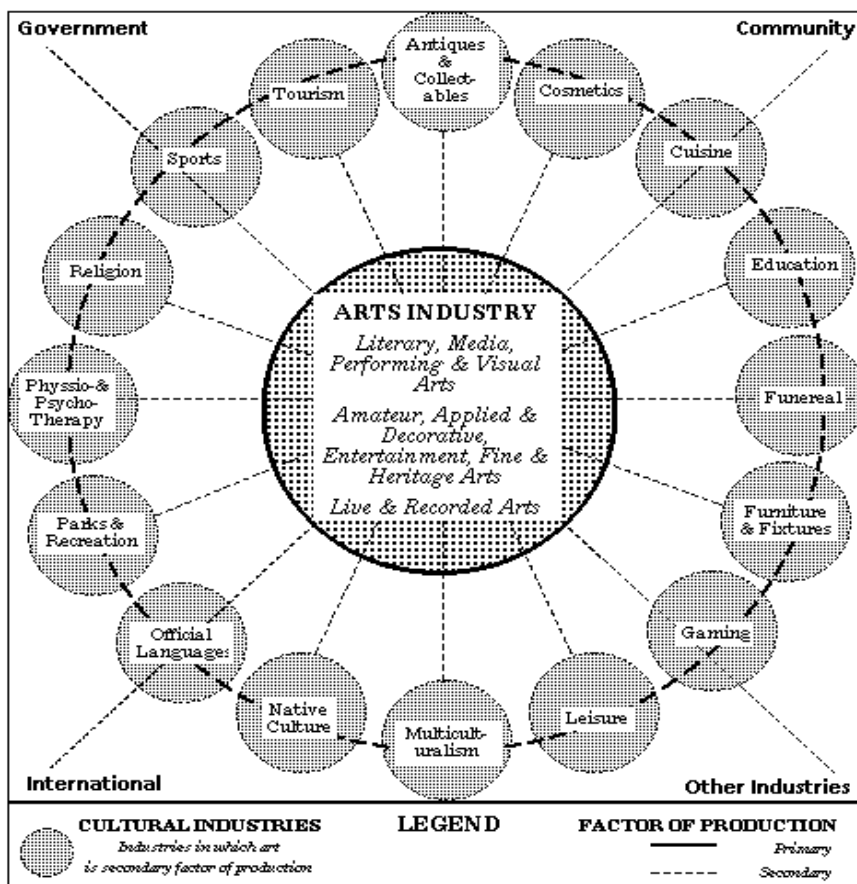 Government
Community
Antiques
&
Collect-
ables
Tourism
Cosmetics
Sports
Cuisine
Religion
Education
ARTS INDUSTRY
Literary, Media,
Performing & Visual
Arts
Amateur, Applied &
Decorative,
Entertainment, Fine &
Heritage Arts
Live & Recorded Arts
Physio-&
Psycho-
Therapy
Funereal
Parks &
Recreation
Furniture
& Fixtures
Official
Languages
Gaming
Native
Culture
Multicult-
uralism
Leisure
International
Other Industries
CULTURAL INDUSTRIES
Industries in which art
is secondary factor of production
LEGEND
FACTOR OF PRODUCTION
Primary
Secondary